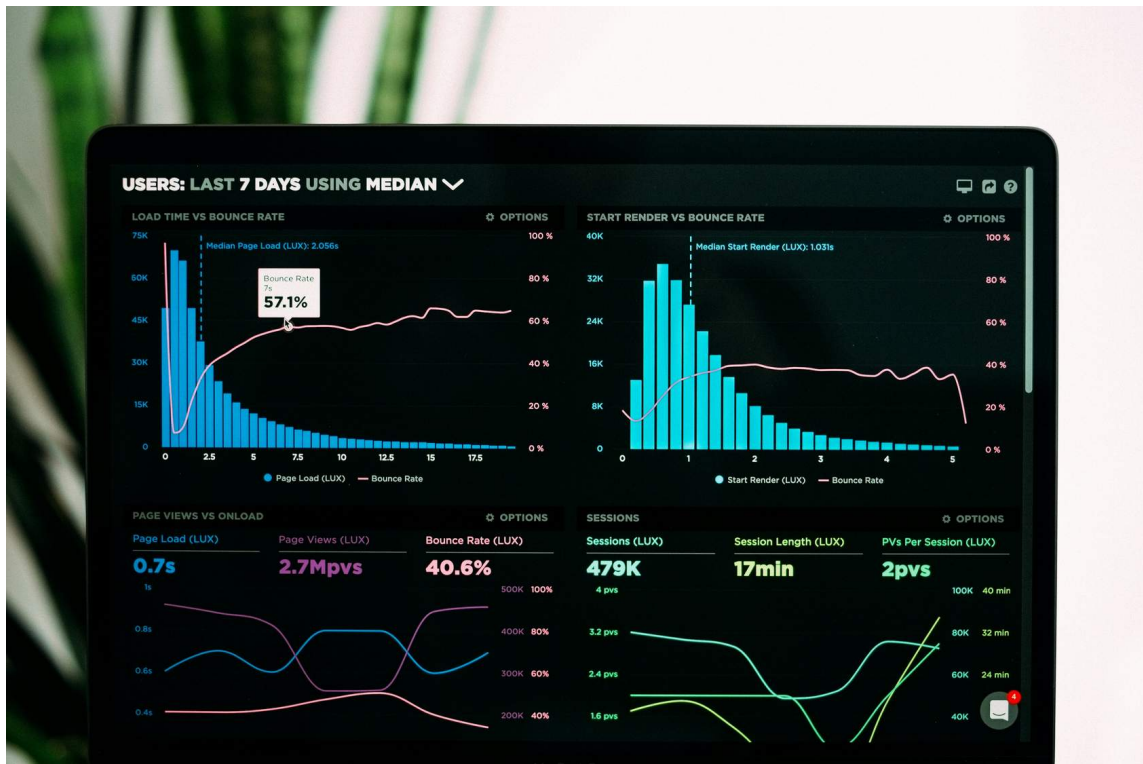 USERS: LAST 7 DAYS USING MEDIAN
LOAD TIME VS BOUNCE RATE
OPTIONS
75K
60K
45K
30K
15K
0
Median Page Load (LUX): 2.056s
Bounce Rate
7s
57.1%
100 %
80 %
60 %
40 %
20 %
0 %
0 2.5 5 7.5 10 12.5 15 17.5
Page Load (LUX) Bounce Rate
START RENDER VS BOUNCE RATE
OPTIONS
40K
32K
24K
16K
8K
0
Median Start Render (LUX): 1.031s
100 %
80 %
60 %
40 %
20 %
0 %
0 1 2 3 4 5
Start Render (LUX) Bounce Rate
PAGE VIEWS VS ONLOAD
OPTIONS
Page Load (LUX) Page Views (LUX) Bounce Rate (LUX)
0.7s 2.7Mpvs 40.6%
1s
0.8s
0.6s
0.4s
500K 100%
400K 80%
300K 60%
200K 40%
SESSIONS
OPTIONS
Sessions (LUX) Session Length (LUX) PVs Per Session (LUX)
479K 17min 2pvs
4 pvs
3.2 pvs
2.4 pvs
1.6 pvs
100K 40 min
80K 32 min
60K 24 min
40K
4